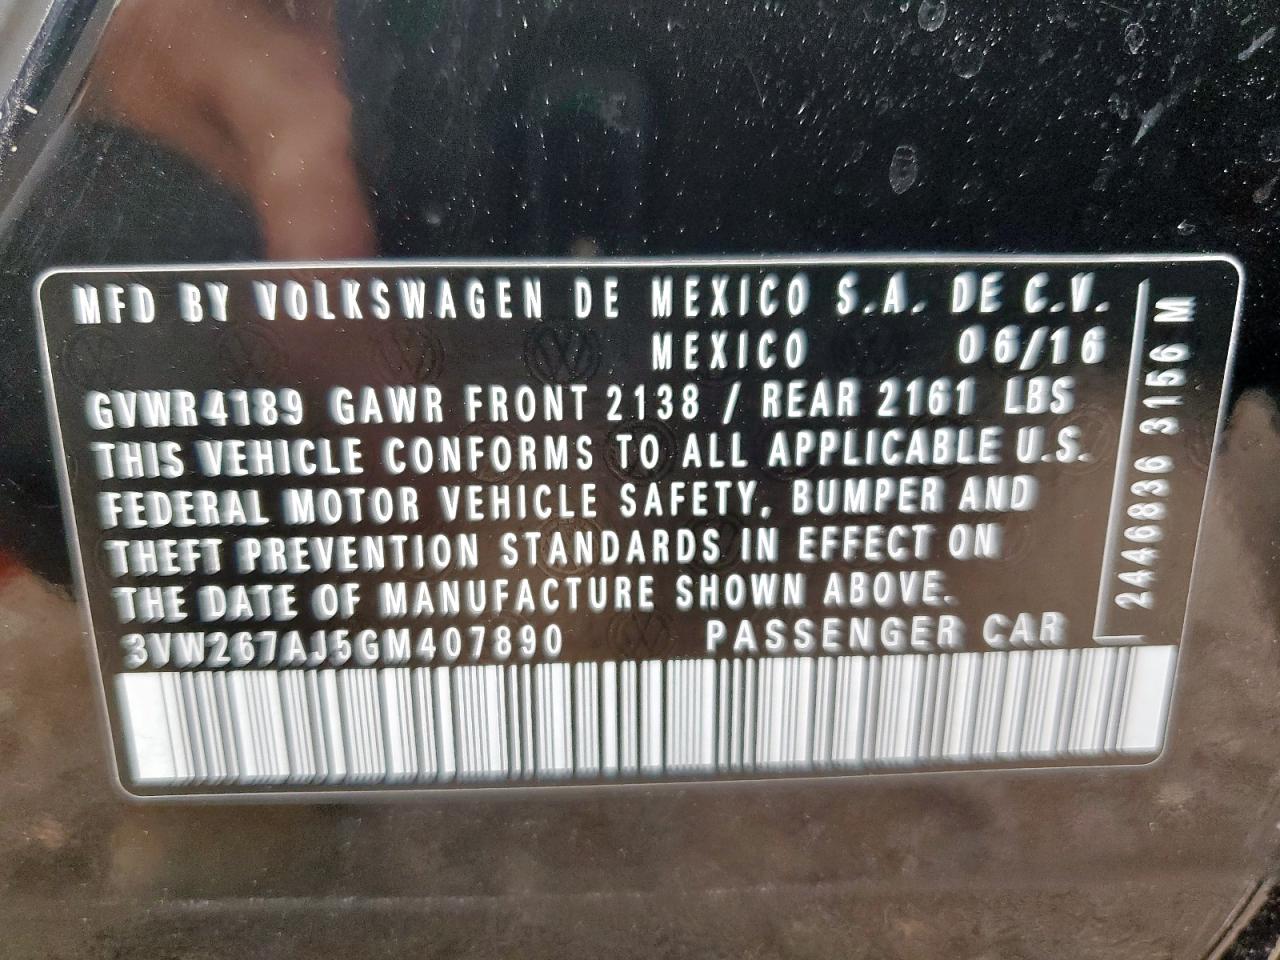 MFD BY VOLKSWAGEN DE MEXICO S.A. DE C.V.
MEXICO 06/16
GVWR 4189 GAWR FRONT 2138 / REAR 2161 LBS
THIS VEHICLE CONFORMS TO ALL APPLICABLE U.S.
FEDERAL MOTOR VEHICLE SAFETY, BUMPER AND
THEFT PREVENTION STANDARDS IN EFFECT ON
THE DATE OF MANUFACTURE SHOWN ABOVE.
3VW267AJ5GM407890 PASSENGER CAR
2446836 3156 M